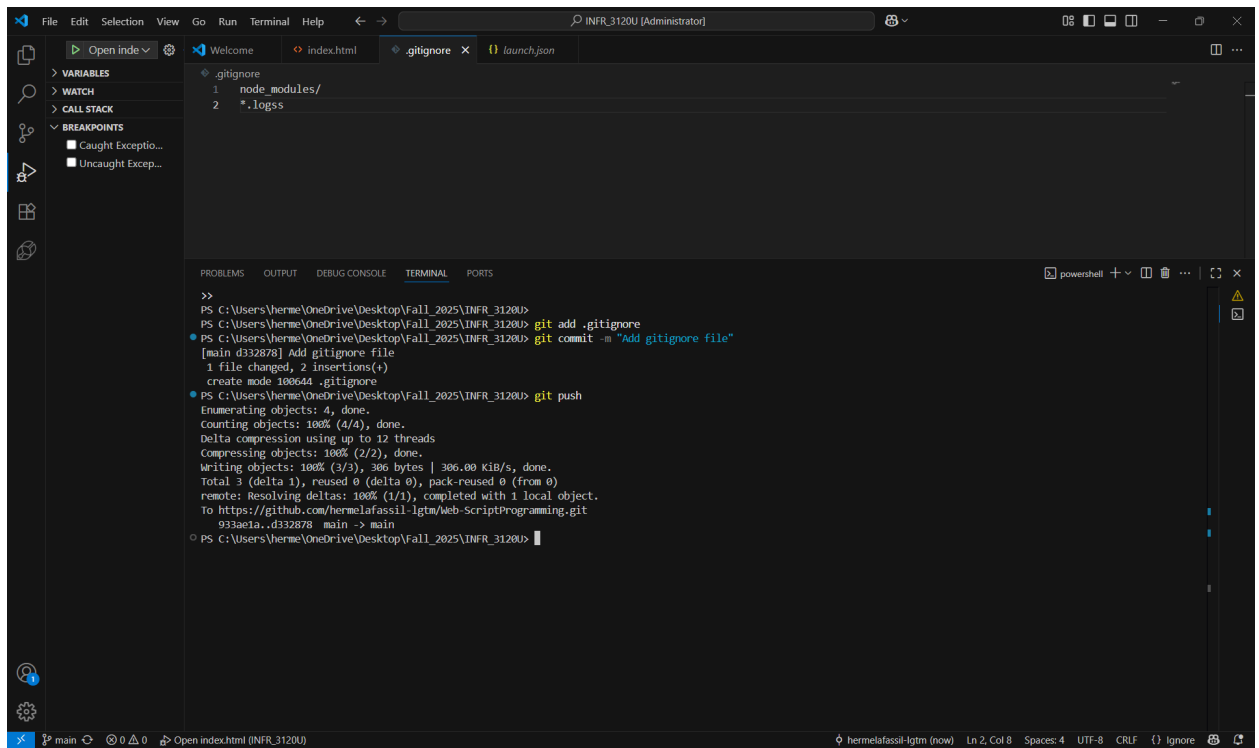 File Edit Selection View Go Run Terminal Help INFR_3120U [Administrator]
Open inde
Welcome index.html .gitignore launch.json
VARIABLES
WATCH
CALL STACK
BREAKPOINTS
Caught Exceptio...
Uncaught Excep...
.gitignore
1 node_modules/
2 *.logss
PROBLEMS OUTPUT DEBUG CONSOLE TERMINAL PORTS powershell
>>
PS C:\Users\herme\OneDrive\Desktop\Fall_2025\INFR_3120U>
PS C:\Users\herme\OneDrive\Desktop\Fall_2025\INFR_3120U> git add .gitignore
PS C:\Users\herme\OneDrive\Desktop\Fall_2025\INFR_3120U> git commit -m "Add gitignore file"
[main d332878] Add gitignore file
1 file changed, 2 insertions(+)
create mode 100644 .gitignore
PS C:\Users\herme\OneDrive\Desktop\Fall_2025\INFR_3120U> git push
Enumerating objects: 4, done.
Counting objects: 100% (4/4), done.
Delta compression using up to 12 threads
Compressing objects: 100% (2/2), done.
Writing objects: 100% (3/3), 306 bytes | 306.00 KiB/s, done.
Total 3 (delta 1), reused 0 (delta 0), pack-reused 0 (from 0)
remote: Resolving deltas: 100% (1/1), completed with 1 local object.
To https://github.com/hermelafassil-lgtm/Web-ScriptProgramming.git
933ae1a..d332878 main -> main
PS C:\Users\herme\OneDrive\Desktop\Fall_2025\INFR_3120U>
1
main 0 0 Open index.html (INFR_3120U) hermelafassil-lgtm (now) Ln 2, Col 8 Spaces: 4 UTF-8 CRLF {} Ignore